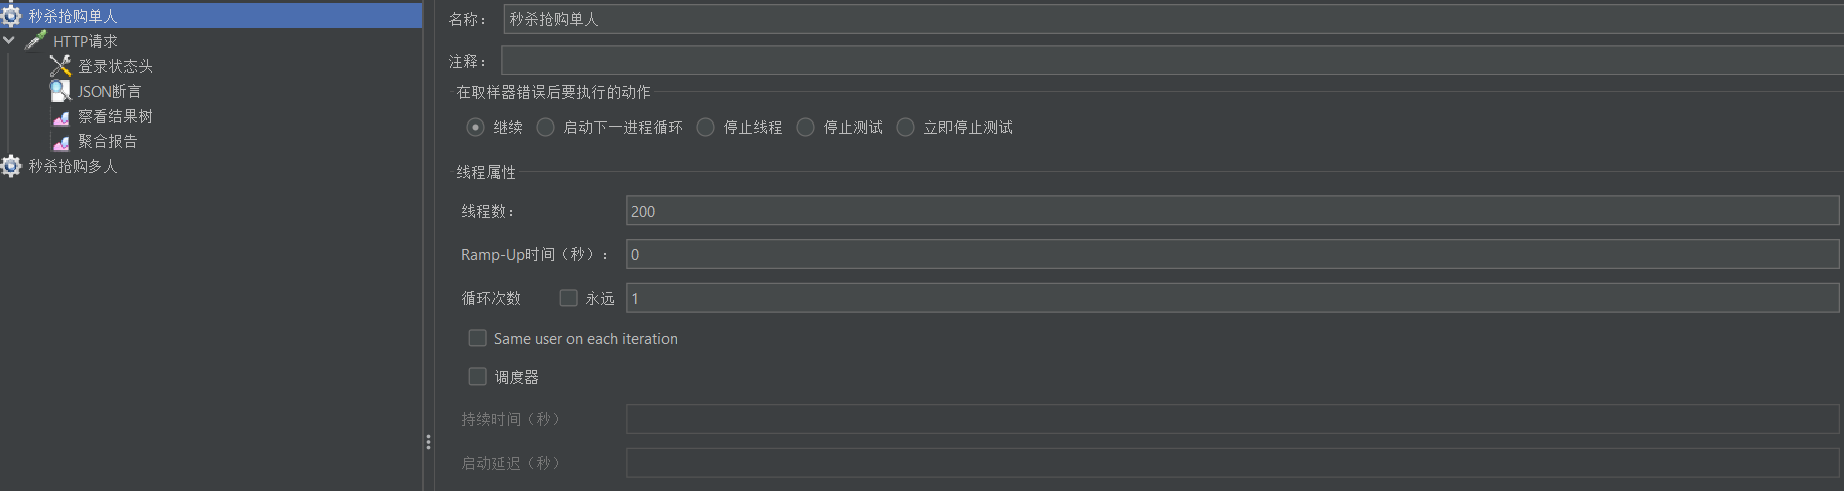 秒杀抢购单人
HTTP请求
登录状态头
JSON断言
察看结果树
聚合报告
秒杀抢购多人
名称： 秒杀抢购单人
注释：
在取样器错误后要执行的动作
继续 启动下一进程循环 停止线程 停止测试 立即停止测试
线程属性
线程数： 200
Ramp-Up时间（秒）： 0
循环次数 永远 1
Same user on each iteration
调度器
持续时间（秒）
启动延迟（秒）